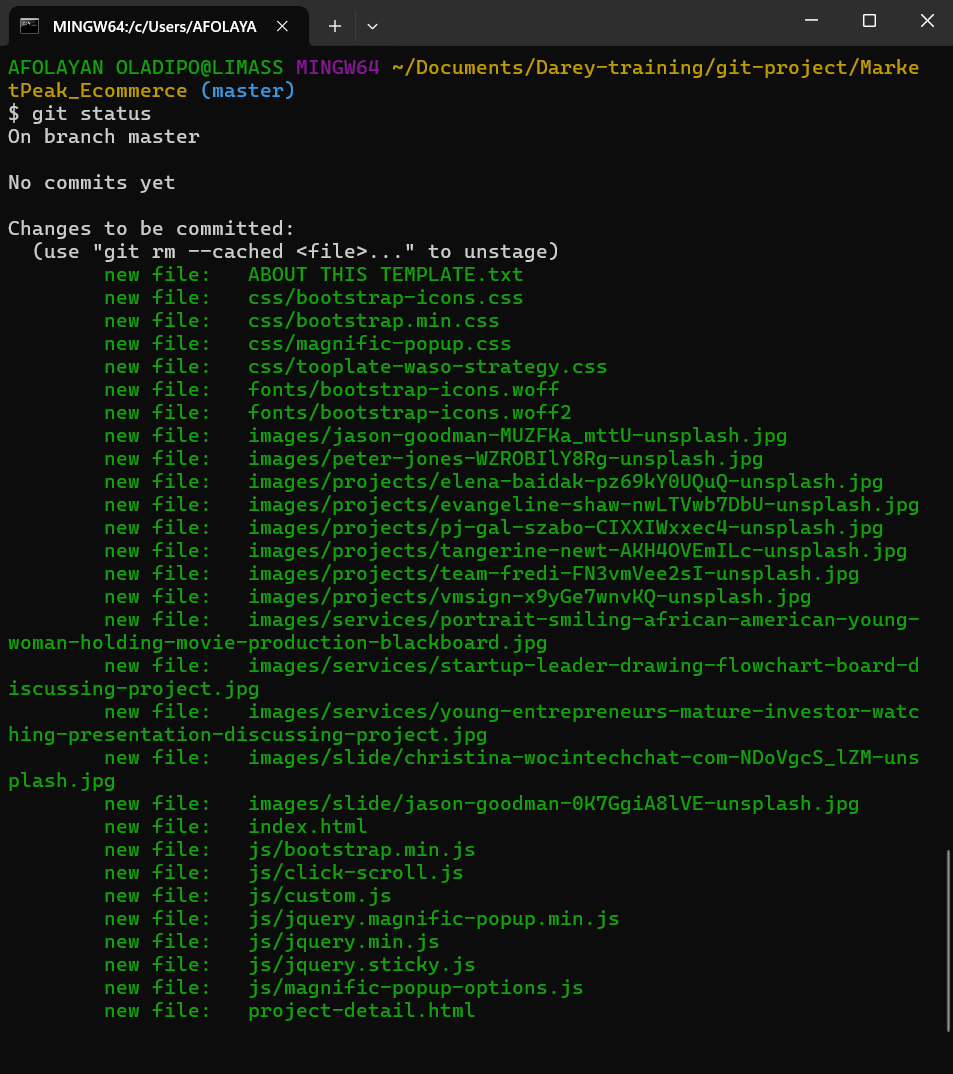 MINGW64:/c/Users/AFOLAYA
AFOLAYAN OLADIPO@LIMASS MINGW64 ~/Documents/Darey-training/git-project/Marke
tPeak_Ecommerce (master)
$ git status
On branch master
No commits yet
Changes to be committed:
  (use "git rm --cached <file>..." to unstage)
        new file:   ABOUT THIS TEMPLATE.txt
        new file:   css/bootstrap-icons.css
        new file:   css/bootstrap.min.css
        new file:   css/magnific-popup.css
        new file:   css/tooplate-waso-strategy.css
        new file:   fonts/bootstrap-icons.woff
        new file:   fonts/bootstrap-icons.woff2
        new file:   images/jason-goodman-MUZFKa_mttU-unsplash.jpg
        new file:   images/peter-jones-WZROBIlY8Rg-unsplash.jpg
        new file:   images/projects/elena-baidak-pz69kY0UQuQ-unsplash.jpg
        new file:   images/projects/evangeline-shaw-nwLTVwb7DbU-unsplash.jpg
        new file:   images/projects/pj-gal-szabo-CIXXIWxxec4-unsplash.jpg
        new file:   images/projects/tangerine-newt-AKH4OVEmILc-unsplash.jpg
        new file:   images/projects/team-fredi-FN3vmVee2sI-unsplash.jpg
        new file:   images/projects/vmsign-x9yGe7wnvKQ-unsplash.jpg
        new file:   images/services/portrait-smiling-african-american-young-
woman-holding-movie-production-blackboard.jpg
        new file:   images/services/startup-leader-drawing-flowchart-board-d
iscussing-project.jpg
        new file:   images/services/young-entrepreneurs-mature-investor-watc
hing-presentation-discussing-project.jpg
        new file:   images/slide/christina-wocintechchat-com-NDoVgcS_lZM-uns
plash.jpg
        new file:   images/slide/jason-goodman-0K7GgiA8lVE-unsplash.jpg
        new file:   index.html
        new file:   js/bootstrap.min.js
        new file:   js/click-scroll.js
        new file:   js/custom.js
        new file:   js/jquery.magnific-popup.min.js
        new file:   js/jquery.min.js
        new file:   js/jquery.sticky.js
        new file:   js/magnific-popup-options.js
        new file:   project-detail.html